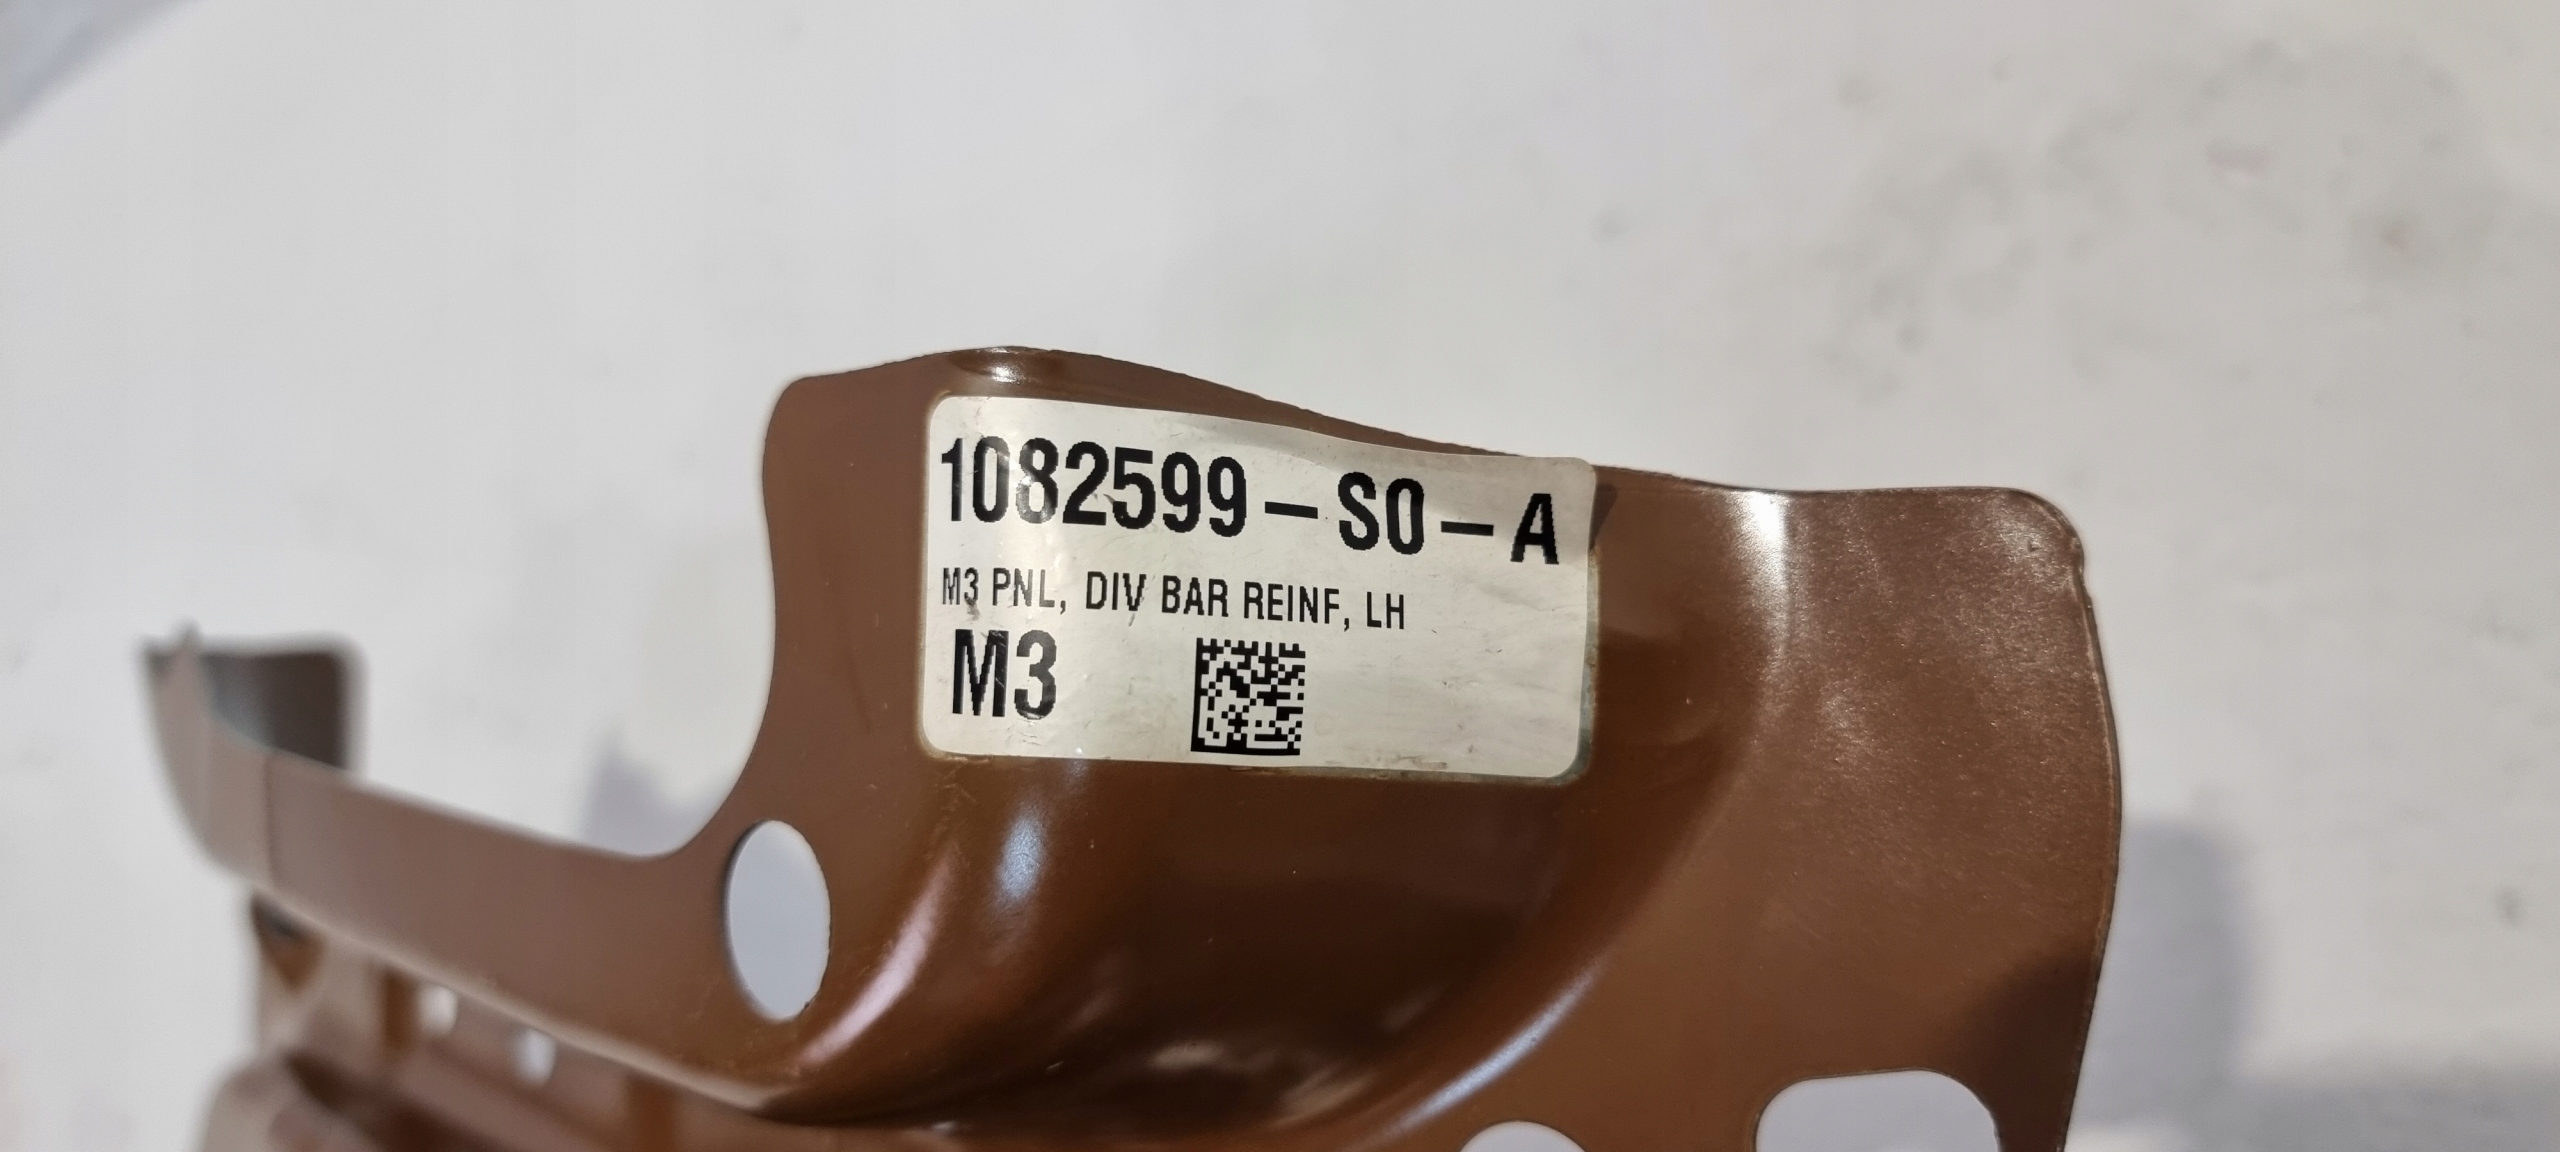 1082599-S0-A
M3 PNL, DIV BAR REINF, LH
M3